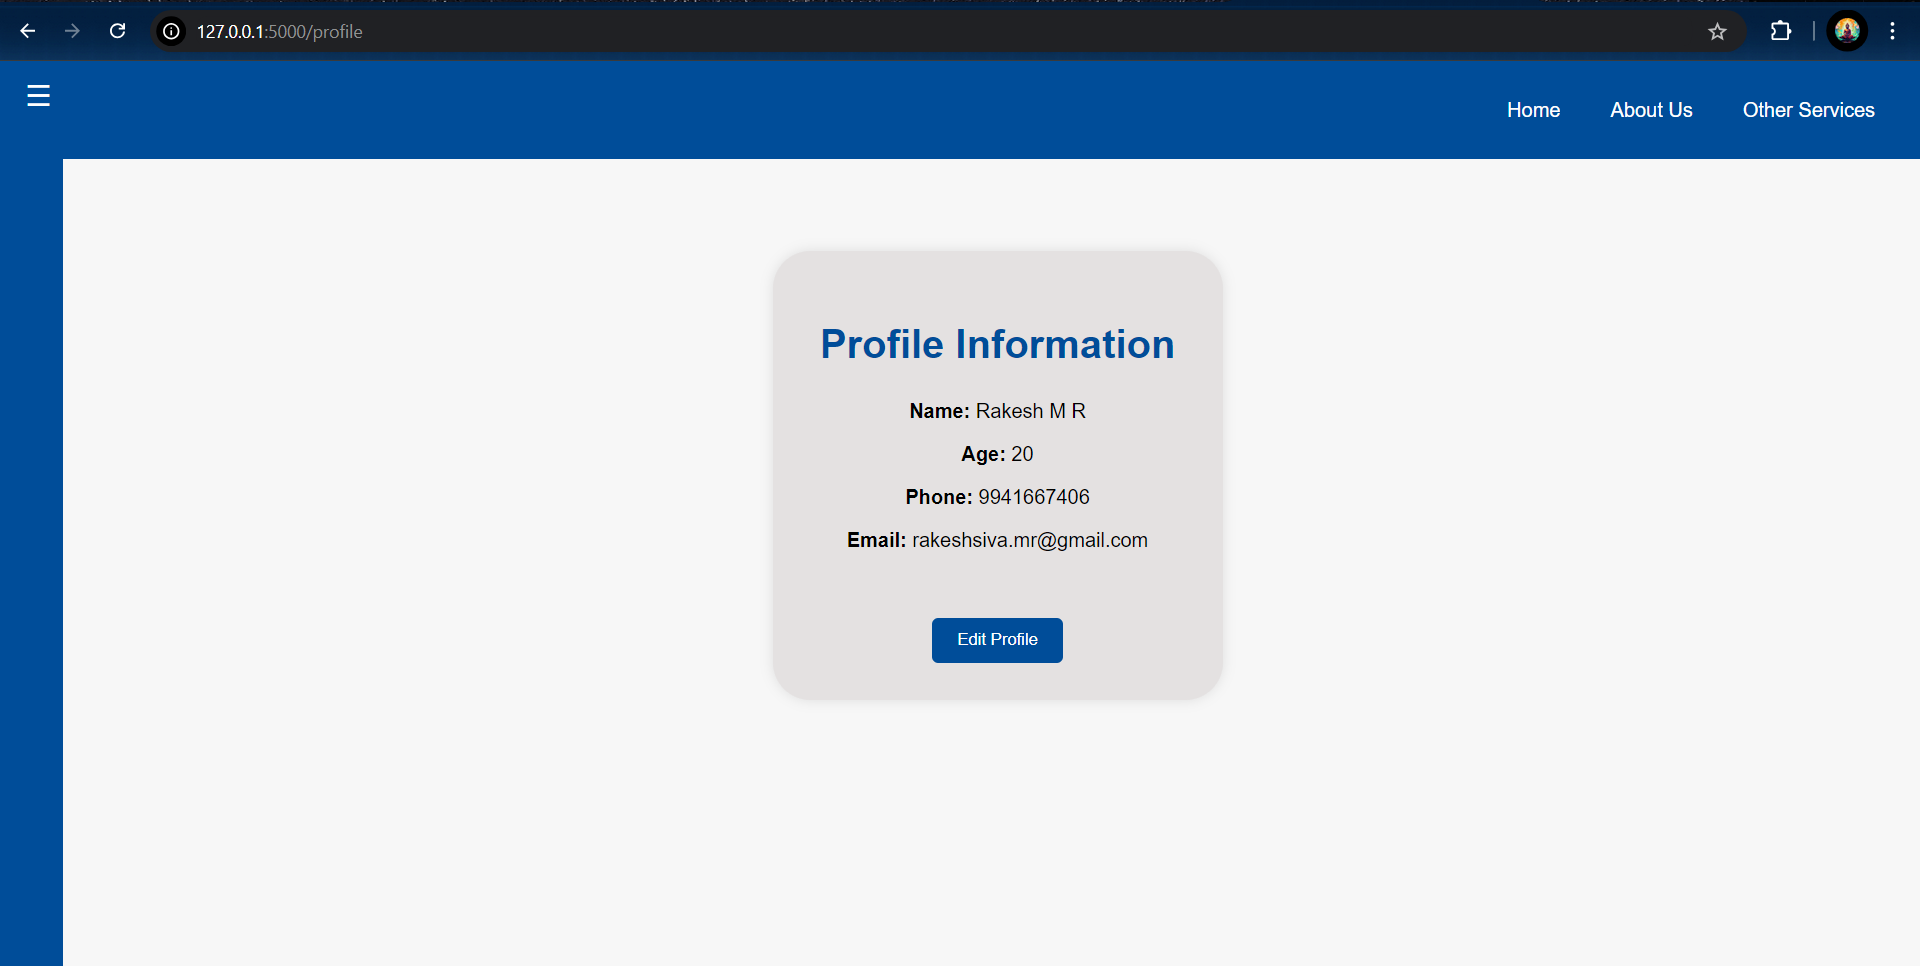 127.0.0.1:5000/profile
Home About Us Other Services
Profile Information
Name: Rakesh M R
Age: 20
Phone: 9941667406
Email: rakeshsiva.mr@gmail.com
Edit Profile